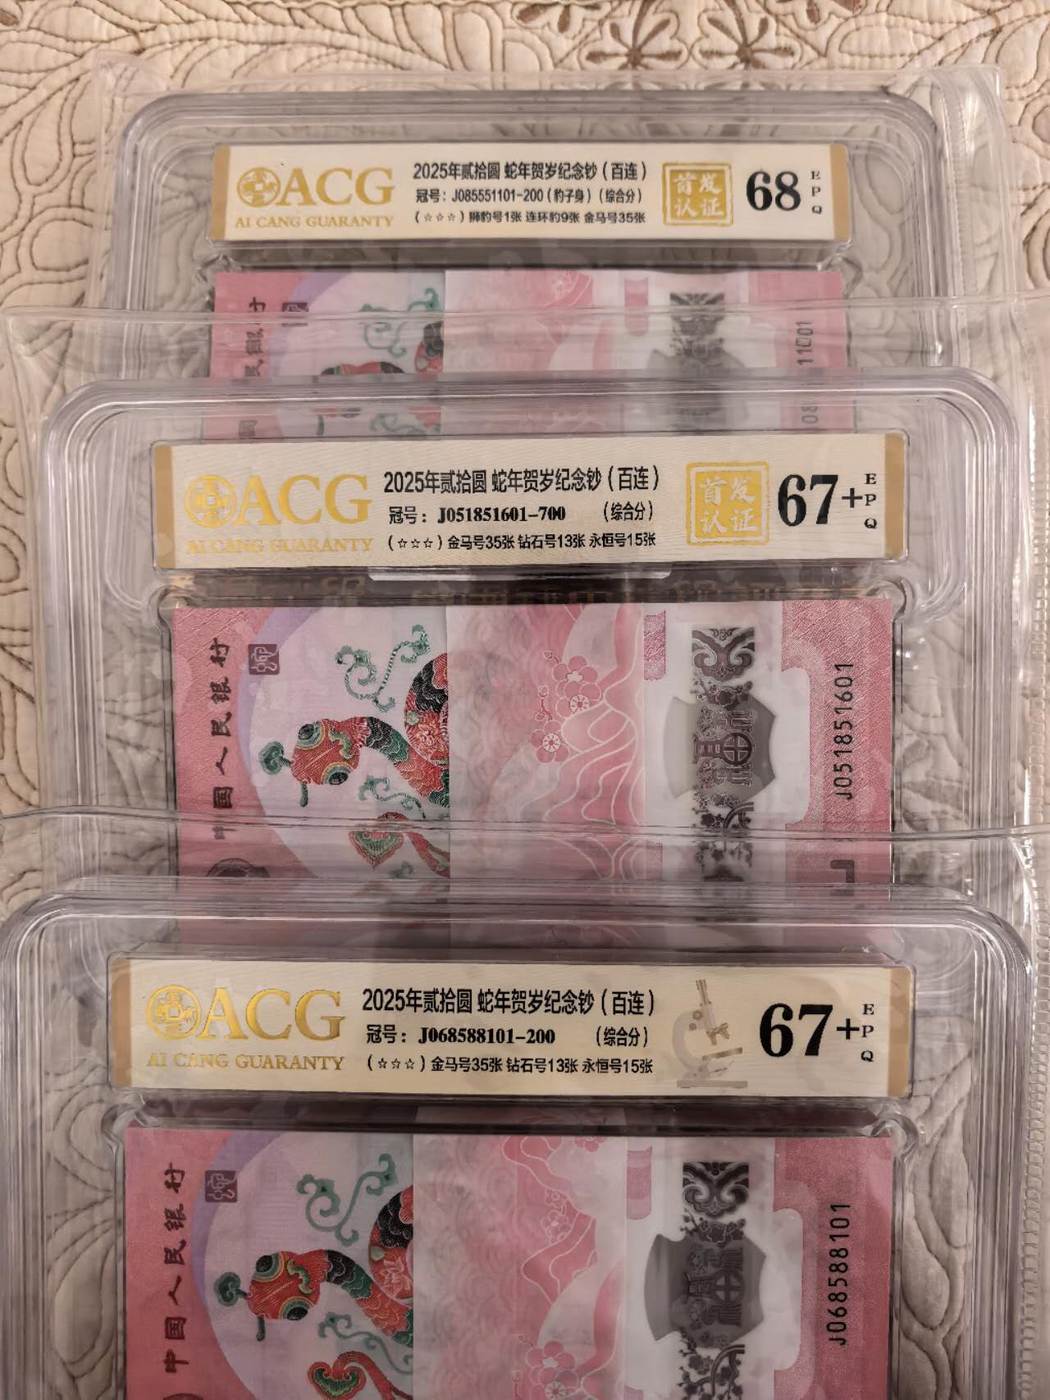 ACG
AI CANG GUARANTY
2025年贰拾圆 蛇年贺岁纪念钞(百连)
冠号:J085551101-200(豹子身)(综合分)
(☆☆☆)狮豹号1张 连环豹9张 金马号35张
首发
认证
68
EPQ
1101
ACG
AI CANG GUARANTY
2025年贰拾圆 蛇年贺岁纪念钞(百连)
冠号:J051851601-700 (综合分)
(☆☆☆)金马号35张 钻石号13张 永恒号15张
首发
认证
67+
EPQ
中国人民银行
J051851601
ACG
AI CANG GUARANTY
2025年贰拾圆 蛇年贺岁纪念钞(百连)
冠号:J068588101-200 (综合分)
(☆☆☆)金马号35张 钻石号13张 永恒号15张
67+
EPQ
中国人民银行
J068588101